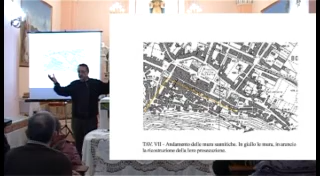 TAV. VII - Andamento delle mura sannitiche. In giallo le mura, in arancio
la ricostruzione della loro prosecuzione.